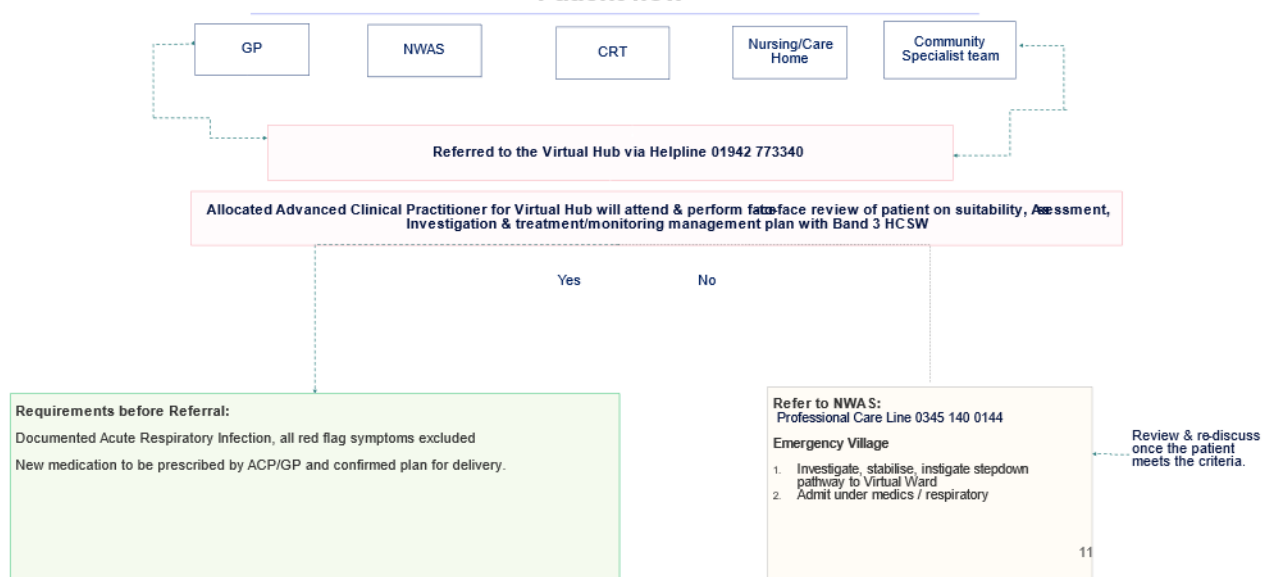 GP
NWAS
CRT
Nursing/Care
Home
Community
Specialist team
Referred to the Virtual Hub via Helpline 01942 773340
Allocated Advanced Clinical Practitioner for Virtual Hub will attend & perform face-to-face review of patient on suitability, Assessment,
Investigation & treatment/monitoring management plan with Band 3 HCSW
Yes
No
Requirements before Referral:
Documented Acute Respiratory Infection, all red flag symptoms excluded
New medication to be prescribed by ACP/GP and confirmed plan for delivery.
Refer to NWAS:
Professional Care Line 0345 140 0144
Emergency Village
1. Investigate, stabilise, instigate stepdown
pathway to Virtual Ward
2. Admit under medics / respiratory
Review & re-discuss
once the patient
meets the criteria.
11